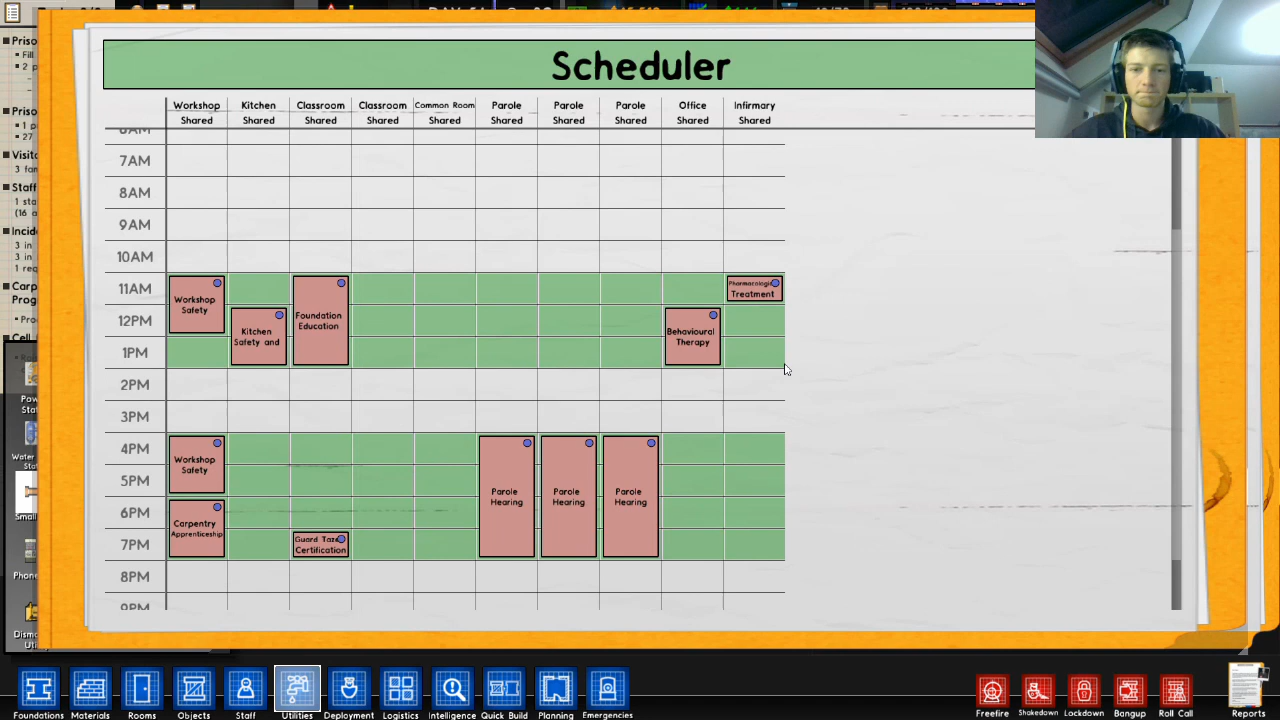 Scheduler
Workshop Kitchen Classroom Classroom Common Room Parole Parole Parole Office Infirmary
Shared Shared Shared Shared Shared Shared Shared Shared Shared Shared
7AM
8AM
9AM
10AM
11AM
12PM
1PM
2PM
3PM
4PM
5PM
6PM
7PM
8PM
9PM
Workshop
Safety
Kitchen
Safety and
Foundation
Education
Behavioural
Therapy
Treatment
Workshop
Safety
Carpentry
Apprenticeship
Guard
Certification
Parole
Hearing
Parole
Hearing
Parole
Hearing
Foundations Materials Rooms Objects Staff Utilities Deployment Logistics Intelligence Quick Build Planning Emergencies
Freefire Shakedown Lockdown Bangup Roll Call Reports